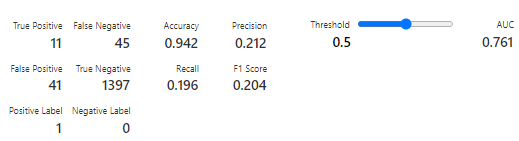 True Positive False Negative Accuracy Precision Threshold AUC
11 45 0.942 0.212 0.5 0.761
False Positive True Negative Recall F1 Score
41 1397 0.196 0.204
Positive Label Negative Label
1 0